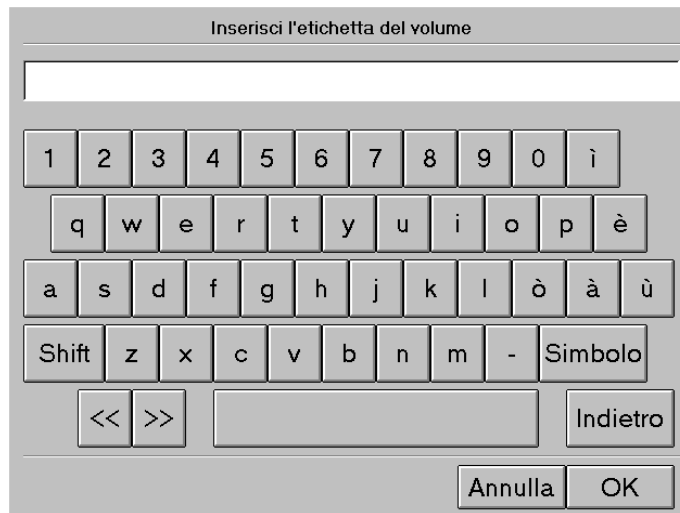 Inserisci l'etichetta del volume
1 2 3 4 5 6 7 8 9 0 ì
q w e r t y u i o p è
a s d f g h j k l ò à ù
Shift z x c v b n m - Simbolo
<< >> Indietro
Annulla OK